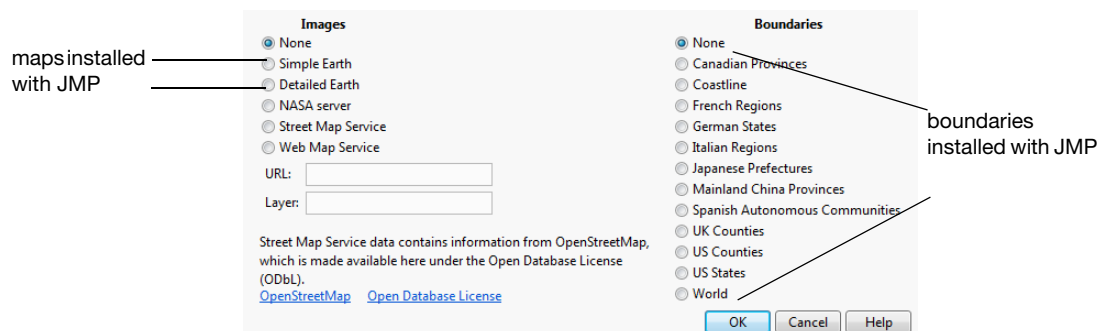 maps installed
with JMP
Images
None
Simple Earth
Detailed Earth
NASA server
Street Map Service
Web Map Service
URL:
Layer:
Street Map Service data contains information from OpenStreetMap,
which is made available here under the Open Database License
(ODbL).
OpenStreetMap Open Database License
Boundaries
None
Canadian Provinces
Coastline
French Regions
German States
Italian Regions
Japanese Prefectures
Mainland China Provinces
Spanish Autonomous Communities
UK Counties
US Counties
US States
World
OK Cancel Help
boundaries
installed with JMP